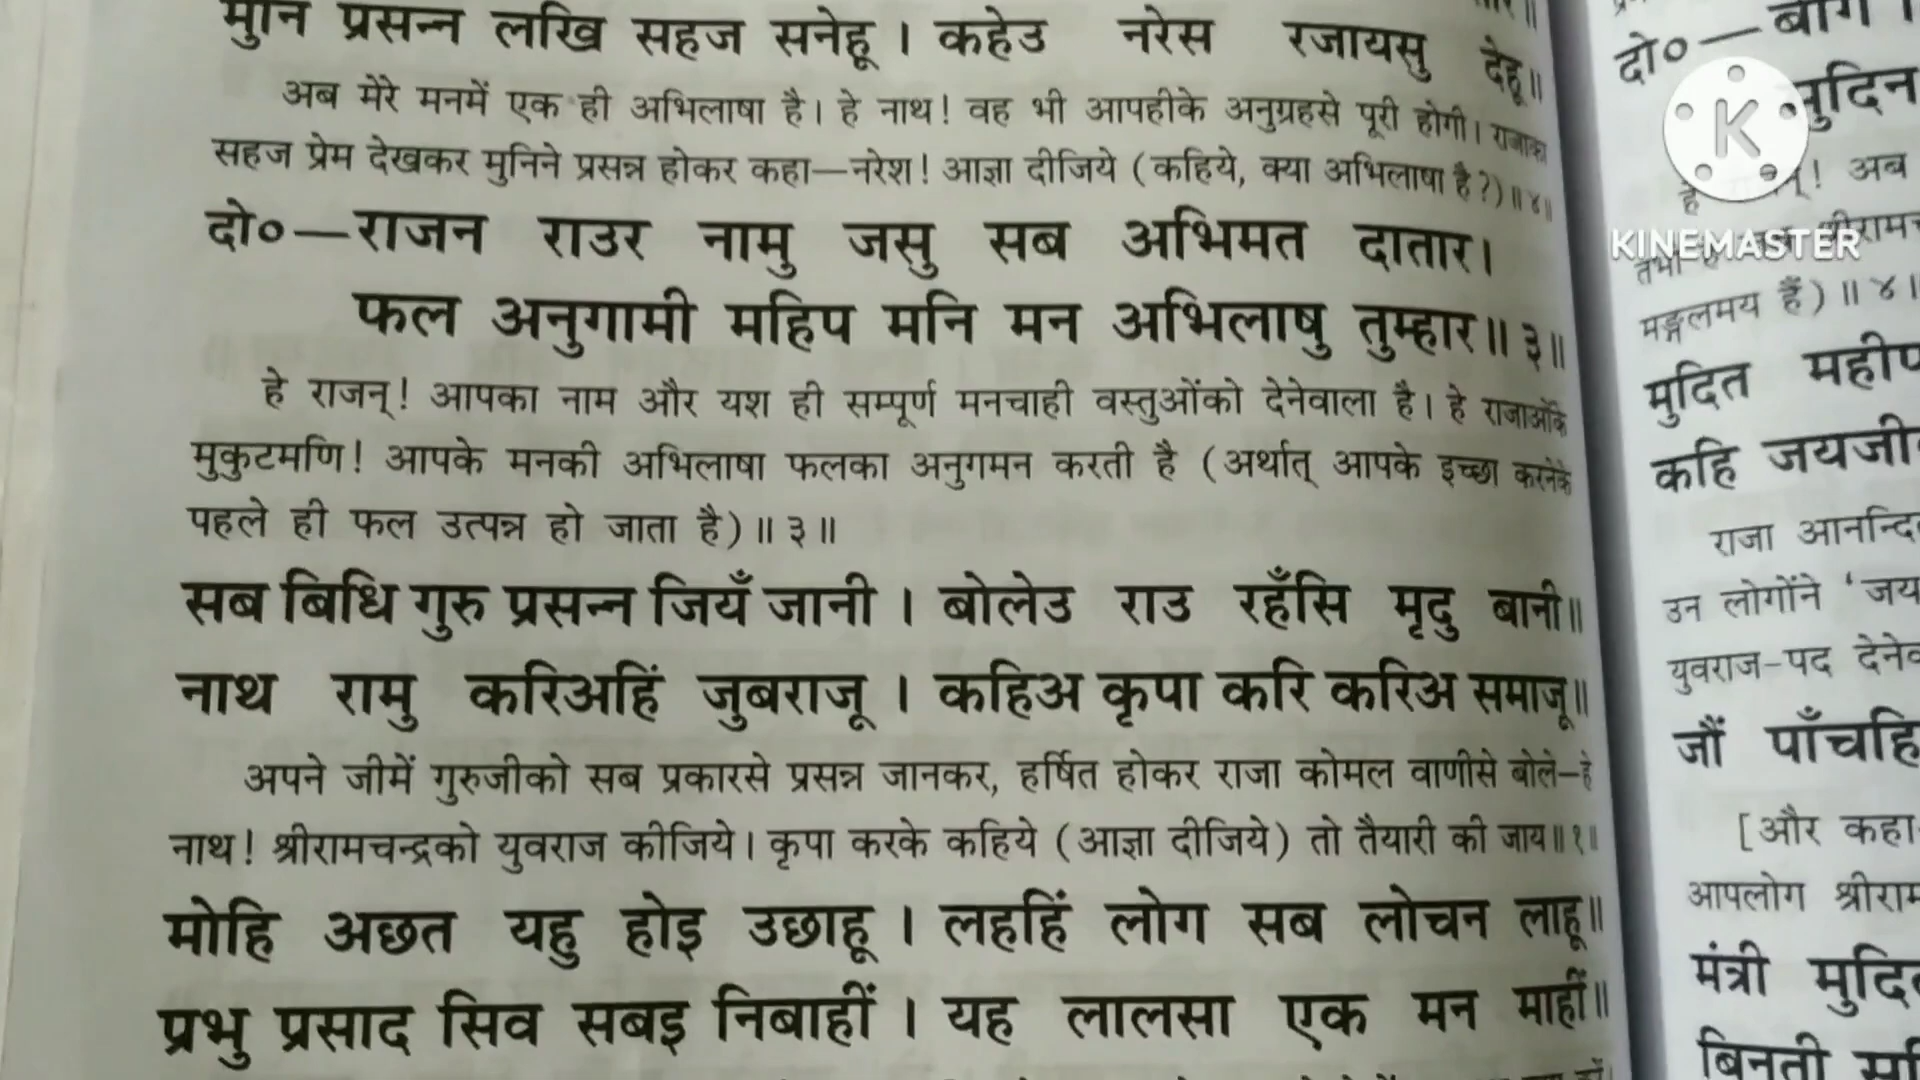 मुनि प्रसन्न लखि सहज सनेहू । कहेउ नरेस रजायसु देहू॥
अब मेरे मनमें एक ही अभिलाषा है। हे नाथ! वह भी आपहीके अनुग्रहसे पूरी होगी। राजाका
सहज प्रेम देखकर मुनिने प्रसन्न होकर कहा—नरेश! आज्ञा दीजिये (कहिये, क्या अभिलाषा है?)॥४॥
दो०—राजन राउर नामु जसु सब अभिमत दातार।
फल अनुगामी महिप मनि मन अभिलाषु तुम्हार॥ ३॥
हे राजन्! आपका नाम और यश ही सम्पूर्ण मनचाही वस्तुओंको देनेवाला है। हे राजाओंके
मुकुटमणि! आपके मनकी अभिलाषा फलका अनुगमन करती है (अर्थात् आपके इच्छा करनेके
पहले ही फल उत्पन्न हो जाता है)॥ ३॥
सब बिधि गुरु प्रसन्न जियँ जानी । बोलेउ राउ रहँसि मृदु बानी॥
नाथ रामु करिअहिं जुबराजू । कहिअ कृपा करि करिअ समाजू॥
अपने जीमें गुरुजीको सब प्रकारसे प्रसन्न जानकर, हर्षित होकर राजा कोमल वाणीसे बोले—हे
नाथ! श्रीरामचन्द्रको युवराज कीजिये। कृपा करके कहिये (आज्ञा दीजिये) तो तैयारी की जाय॥१॥
मोहि अछत यहु होइ उछाहू । लहहिं लोग सब लोचन लाहू॥
प्रभु प्रसाद सिव सबइ निबाहीं । यह लालसा एक मन माहीं॥
दो०—
मुदित
अब
मङ्गलमय हैं)॥ ४॥
मुदित महीप
कहि जयजी
राजा आनन्दि
उन लोगोंने ‘जय
युवराज-पद देनेव
जौं पाँचहि
[और कहा
आपलोग श्रीराम
मंत्री मुदि
बिनती
K
KINEMASTER